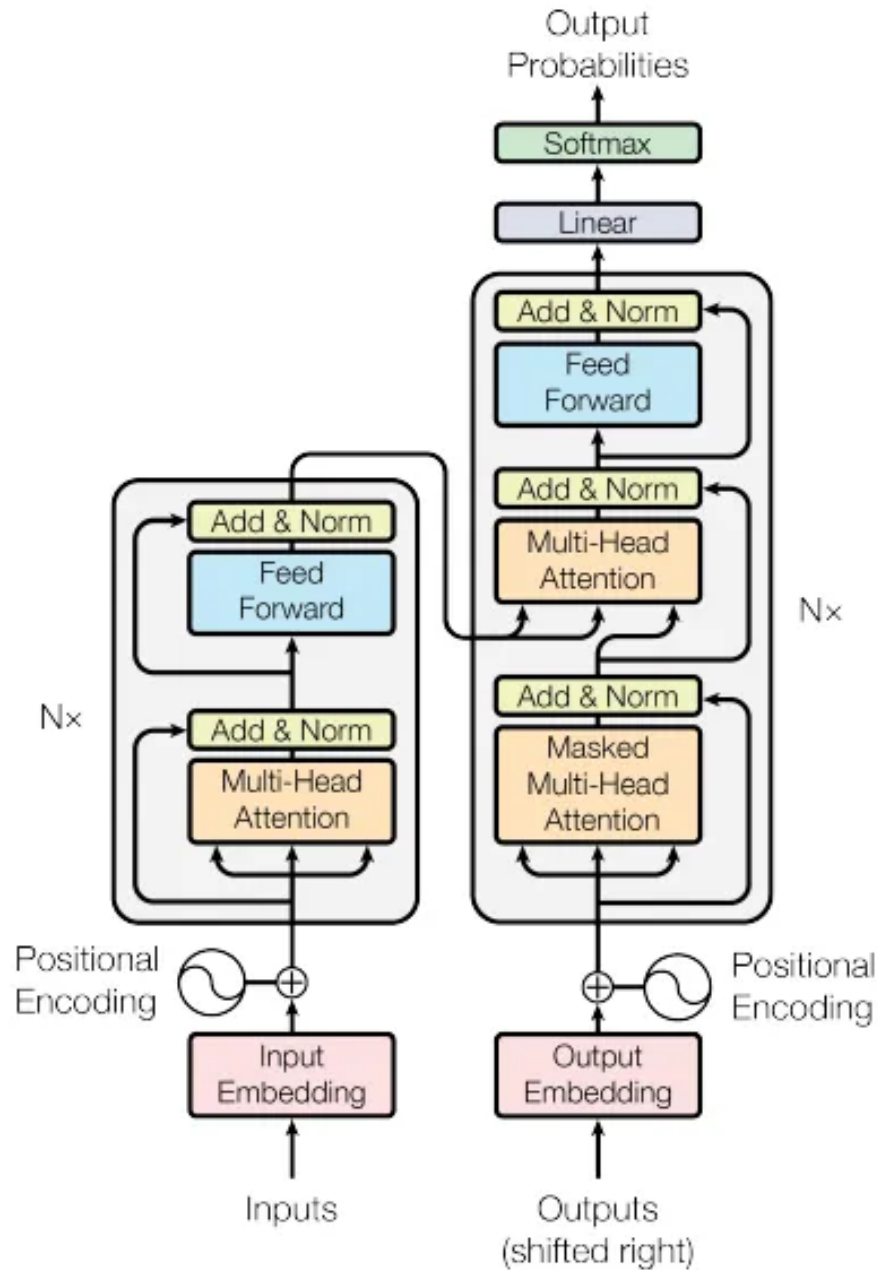 Output
Probabilities
Softmax
Linear
Add & Norm
Feed
Forward
Add & Norm
Multi-Head
Attention
Add & Norm
Masked
Multi-Head
Attention
Nx
Add & Norm
Feed
Forward
Add & Norm
Multi-Head
Attention
Nx
Positional
Encoding
Positional
Encoding
Input
Embedding
Output
Embedding
Inputs
Outputs
(shifted right)